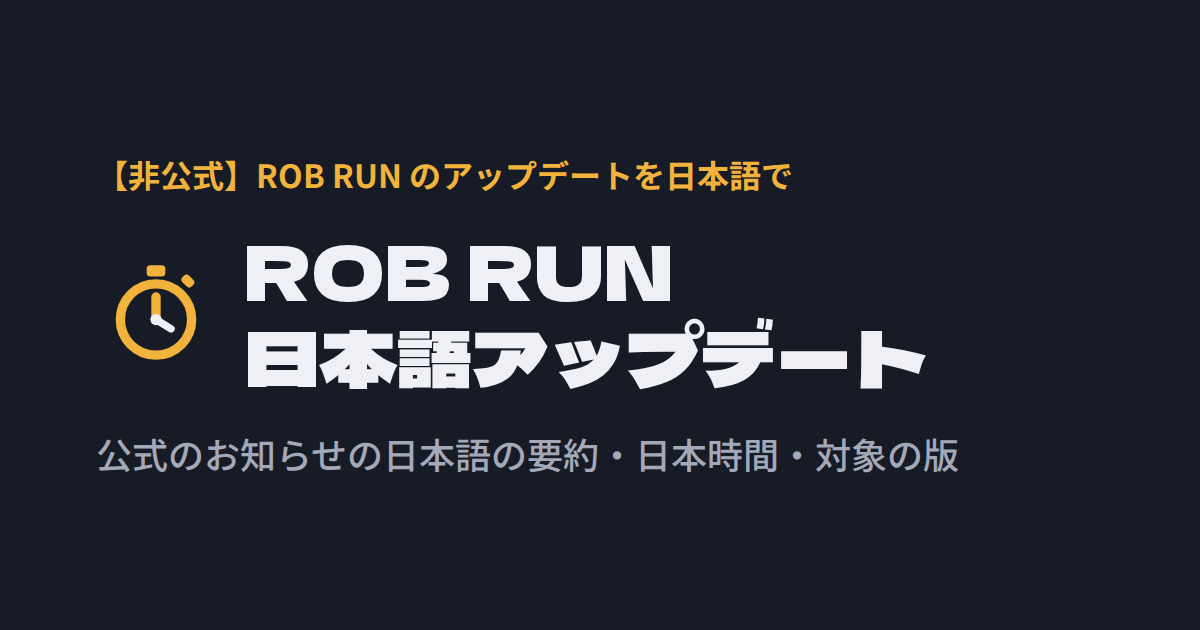 【非公式】ROB RUN のアップデートを日本語で
ROB RUN
日本語アップデート
公式のお知らせの日本語の要約・日本時間・対象の版